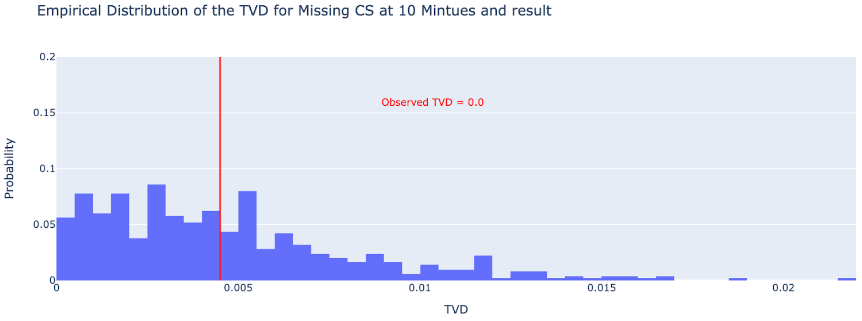 Empirical Distribution of the TVD for Missing CS at 10 Mintues and result
0.2
Observed TVD = 0.0
0.15
Probability
0.1
0.05
0
0 0.005 0.01 0.015 0.02
TVD